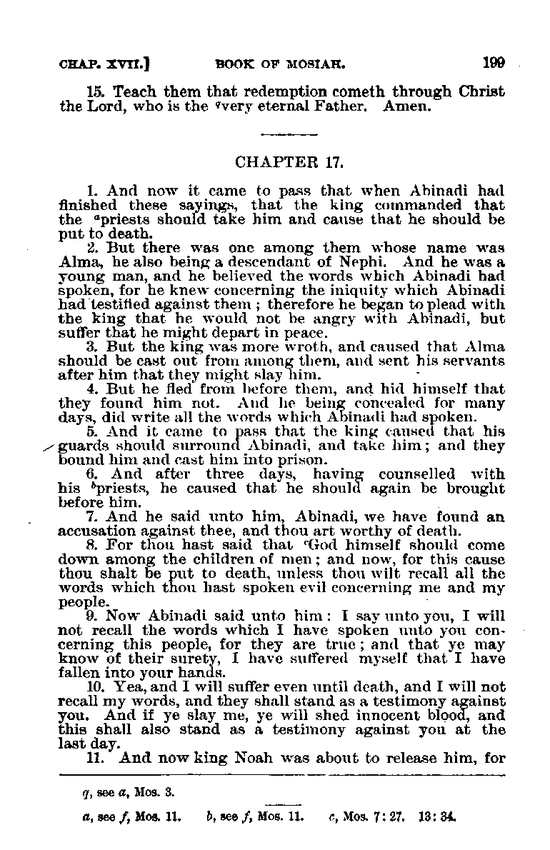 CHAP. XVII.] BOOK OF MOSIAH. 199
15. Teach them that redemption cometh through Christ
the Lord, who is the qvery eternal Father. Amen.
CHAPTER 17.
1. And now it came to pass that when Abinadi had
finished these sayings, that the king commanded that
the apriests should take him and cause that he should be
put to death.
2. But there was one among them whose name was
Alma, he also being a descendant of Nephi. And he was a
young man, and he believed the words which Abinadi had
spoken, for he knew concerning the iniquity which Abinadi
had testified against them ; therefore he began to plead with
the king that he would not be angry with Abinadi, but
suffer that he might depart in peace.
3. But the king was more wroth, and caused that Alma
should be cast out from among them, and sent his servants
after him that they might slay him.
4. But he fled from before them, and hid himself that
they found him not. And he being concealed for many
days, did write all the words which Abinadi had spoken.
5. And it came to pass that the king caused that his
guards should surround Abinadi, and take him ; and they
bound him and cast him into prison.
6. And after three days, having counselled with
his bpriests, he caused that he should again be brought
before him.
7. And he said unto him, Abinadi, we have found an
accusation against thee, and thou art worthy of death.
8. For thou hast said that cGod himself should come
down among the children of men ; and now, for this cause
thou shalt be put to death, unless thou wilt recall all the
words which thou hast spoken evil concerning me and my
people.
9. Now Abinadi said unto him : I say unto you, I will
not recall the words which I have spoken unto you con-
cerning this people, for they are true ; and that ye may
know of their surety, I have suffered myself that I have
fallen into your hands.
10. Yea, and I will suffer even until death, and I will not
recall my words, and they shall stand as a testimony against
you. And if ye slay me, ye will shed innocent blood, and
this shall also stand as a testimony against you at the
last day.
11. And now king Noah was about to release him, for
q, see a, Mos. 3.
a, see f, Mos. 11. b, see f, Mos. 11. c, Mos. 7 : 27. 13 : 34.